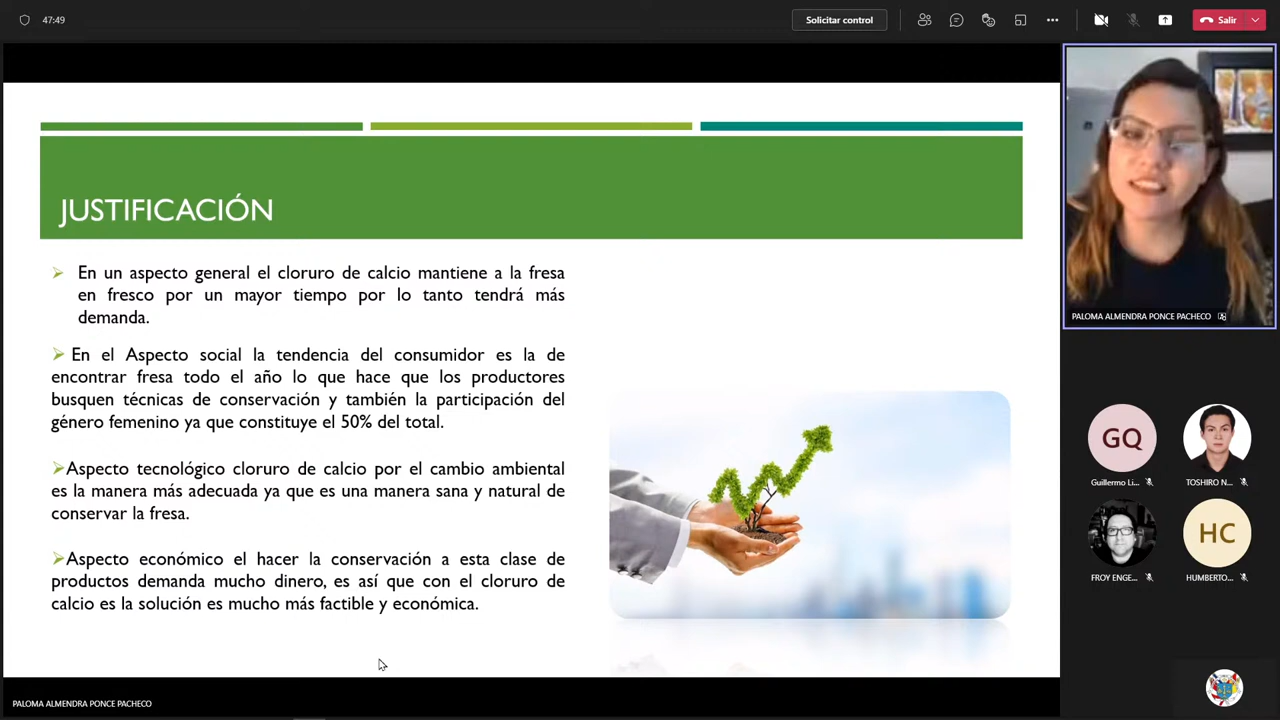 47:49
Solicitar control
Salir
JUSTIFICACIÓN
En un aspecto general el cloruro de calcio mantiene a la fresa
en fresco por un mayor tiempo por lo tanto tendrá más
demanda.
En el Aspecto social la tendencia del consumidor es la de
encontrar fresa todo el año lo que hace que los productores
busquen técnicas de conservación y también la participación del
género femenino ya que constituye el 50% del total.
Aspecto tecnológico cloruro de calcio por el cambio ambiental
es la manera más adecuada ya que es una manera sana y natural de
conservar la fresa.
Aspecto económico el hacer la conservación a esta clase de
productos demanda mucho dinero, es así que con el cloruro de
calcio es la solución es mucho más factible y económica.
PALOMA ALMENDRA PONCE PACHECO
GQ
Guillermo Li...
TOSHIRO N...
FROY ENGE...
HC
HUMBERTO...
PALOMA ALMENDRA PONCE PACHECO